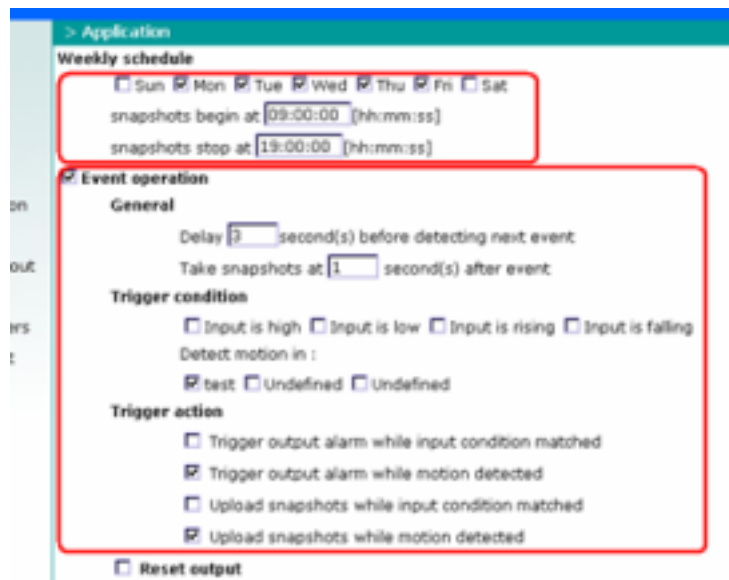 > Application
Weekly schedule
Sun Mon Tue Wed Thu Fri Sat
snapshots begin at 09:00:00 [hh:mm:ss]
snapshots stop at 19:00:00 [hh:mm:ss]
Event operation
on
General
Delay 3 second(s) before detecting next event
out
Take snapshots at 1 second(s) after event
Trigger condition
ers
Input is high Input is low Input is rising Input is falling
Detect motion in :
test Undefined Undefined
Trigger action
Trigger output alarm while input condition matched
Trigger output alarm while motion detected
Upload snapshots while input condition matched
Upload snapshots while motion detected
Reset output